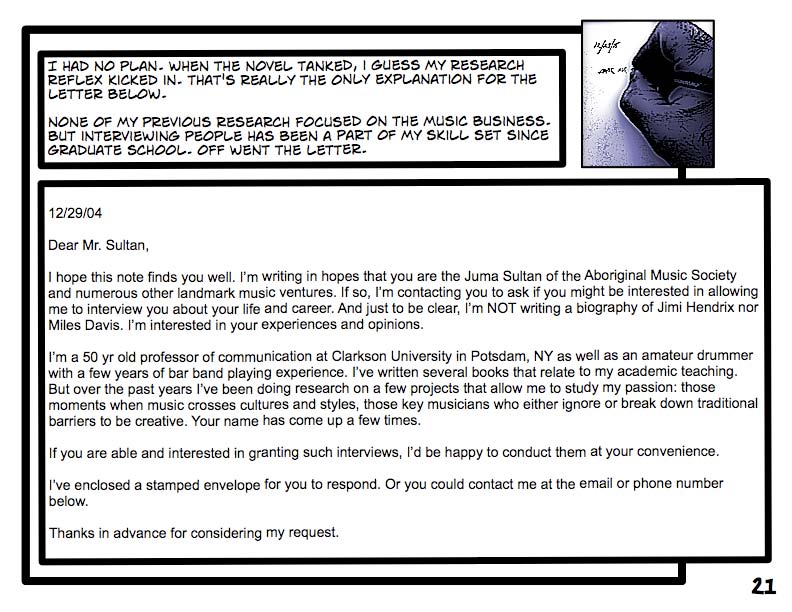 I HAD NO PLAN. WHEN THE NOVEL TANKED, I GUESS MY RESEARCH
REFLEX KICKED IN. THAT'S REALLY THE ONLY EXPLANATION FOR THE
LETTER BELOW.
NONE OF MY PREVIOUS RESEARCH FOCUSED ON THE MUSIC BUSINESS.
BUT INTERVIEWING PEOPLE HAS BEEN A PART OF MY SKILL SET SINCE
GRADUATE SCHOOL. OFF WENT THE LETTER.
12/29/04
Dear Mr. Sultan,
I hope this note finds you well. I'm writing in hopes that you are the Juma Sultan of the Aboriginal Music Society
and numerous other landmark music ventures. If so, I'm contacting you to ask if you might be interested in allowing
me to interview you about your life and career. And just to be clear, I'm NOT writing a biography of Jimi Hendrix nor
Miles Davis. I'm interested in your experiences and opinions.
I'm a 50 yr old professor of communication at Clarkson University in Potsdam, NY as well as an amateur drummer
with a few years of bar band playing experience. I've written several books that relate to my academic teaching.
But over the past years I've been doing research on a few projects that allow me to study my passion: those
moments when music crosses cultures and styles, those key musicians who either ignore or break down traditional
barriers to be creative. Your name has come up a few times.
If you are able and interested in granting such interviews, I'd be happy to conduct them at your convenience.
I've enclosed a stamped envelope for you to respond. Or you could contact me at the email or phone number
below.
Thanks in advance for considering my request.
21